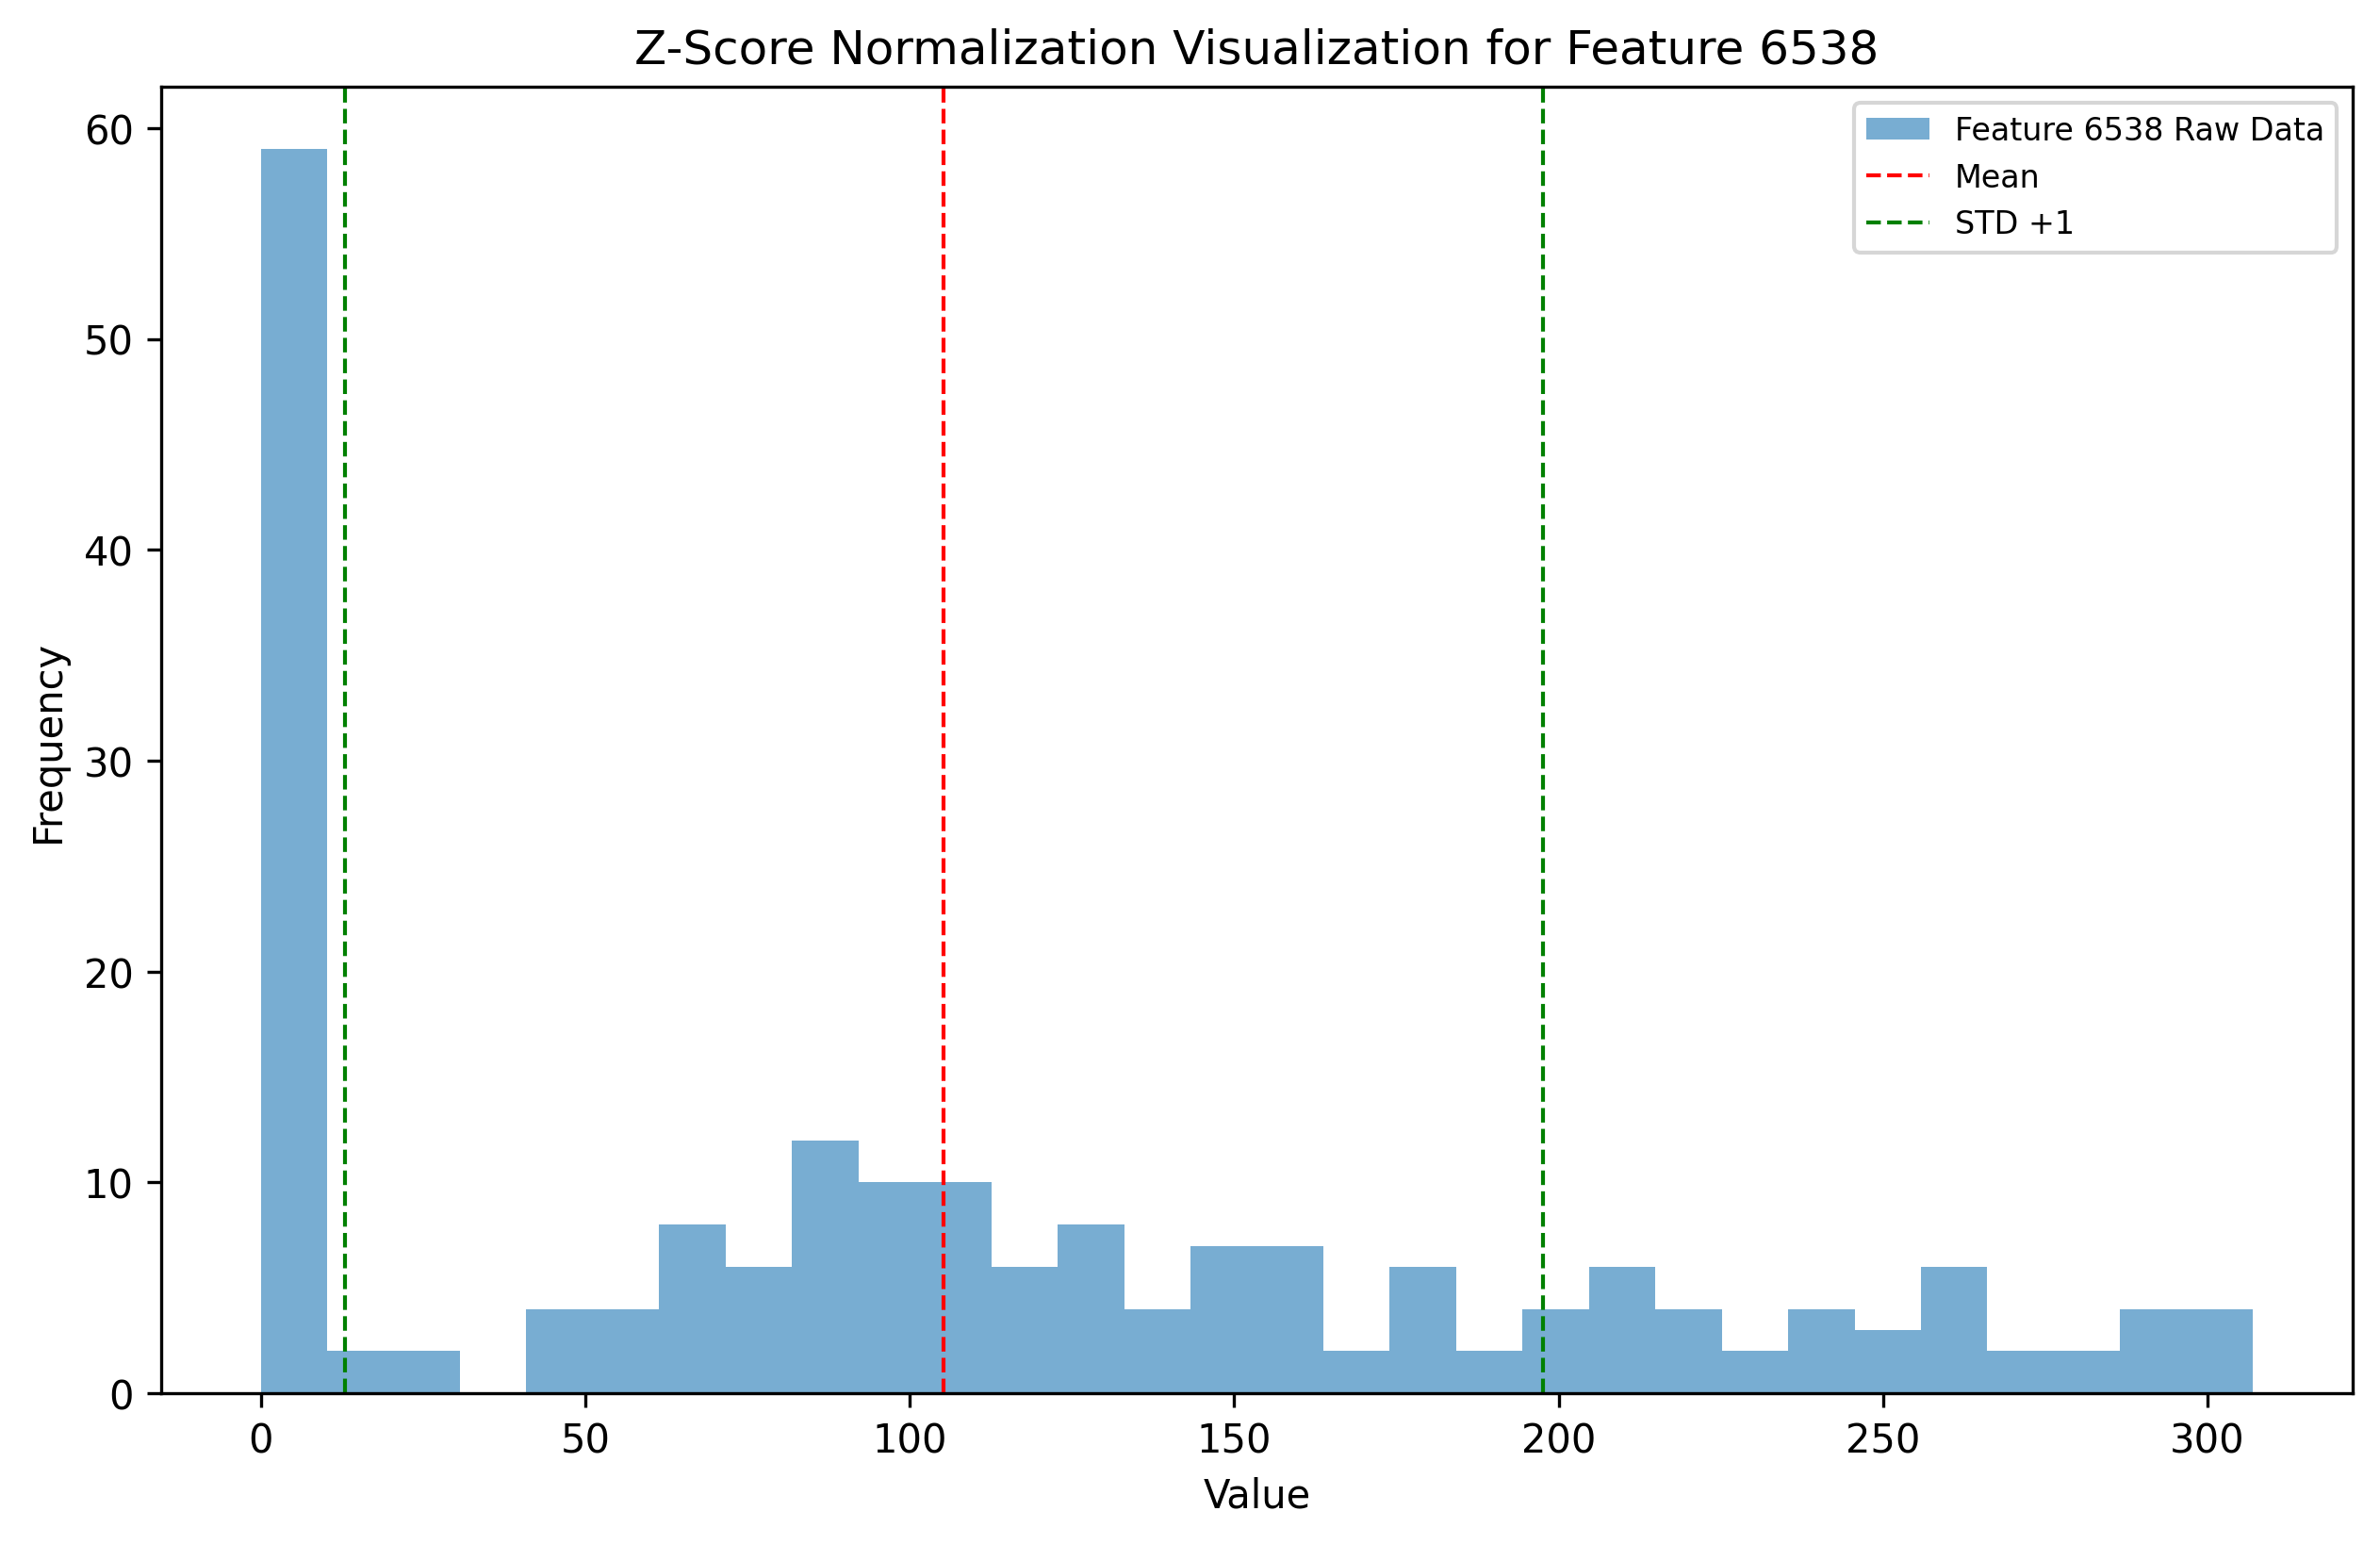 Z-Score Normalization Visualization for Feature 6538
Feature 6538 Raw Data
Mean
STD +1
60
50
40
30
20
10
0
Frequency
0 50 100 150 200 250 300
Value